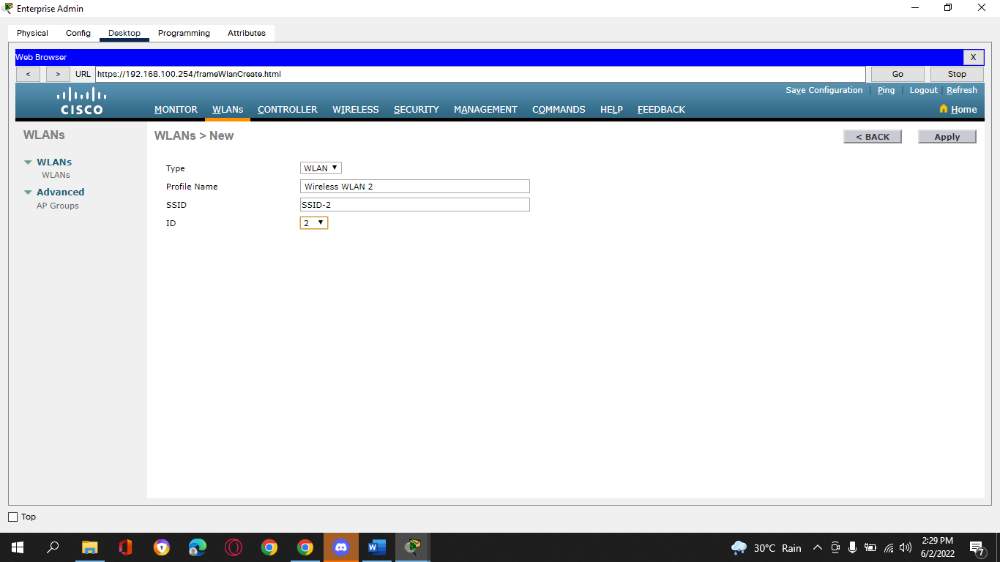 Enterprise Admin
Physical Config Desktop Programming Attributes
Web Browser X
< > URL https://192.168.100.254/frameWlanCreate.html Go Stop
Save Configuration | Ping | Logout | Refresh
CISCO MONITOR WLANs CONTROLLER WIRELESS SECURITY MANAGEMENT COMMANDS HELP FEEDBACK Home
WLANs
WLANs > New
< BACK Apply
WLANs
WLANs
Advanced
AP Groups
Type WLAN
Profile Name Wireless WLAN 2
SSID SSID-2
ID 2
Top
30°C Rain
2:29 PM
6/2/2022
7